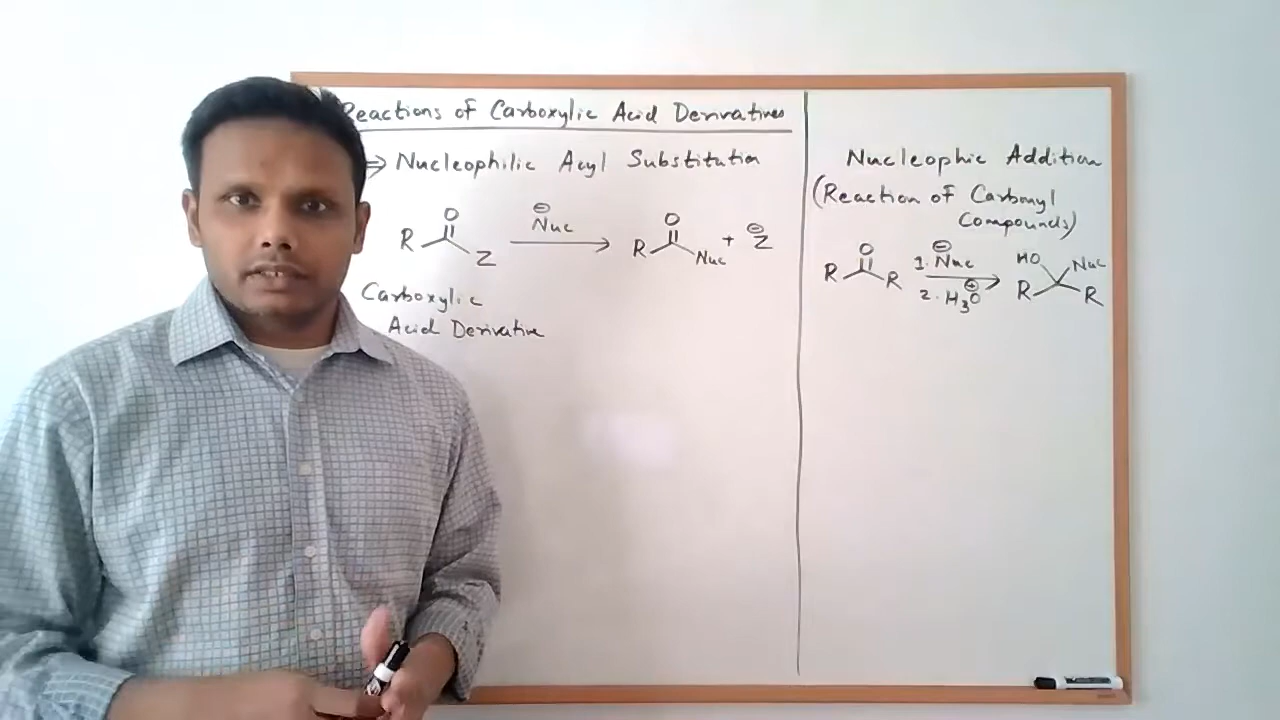 Reactions of Carboxylic Acid Derivatives
⇒ Nucleophilic Acyl Substitution
O
R Z
⊖
Nuc
O
R Nuc + Z ⊖
Carboxylic
Acid Derivative
Nucleophic Addition
(Reaction of Carbonyl
Compounds)
O
R R
1. Nuc ⊖
2. H3O ⊕
HO Nuc
R R